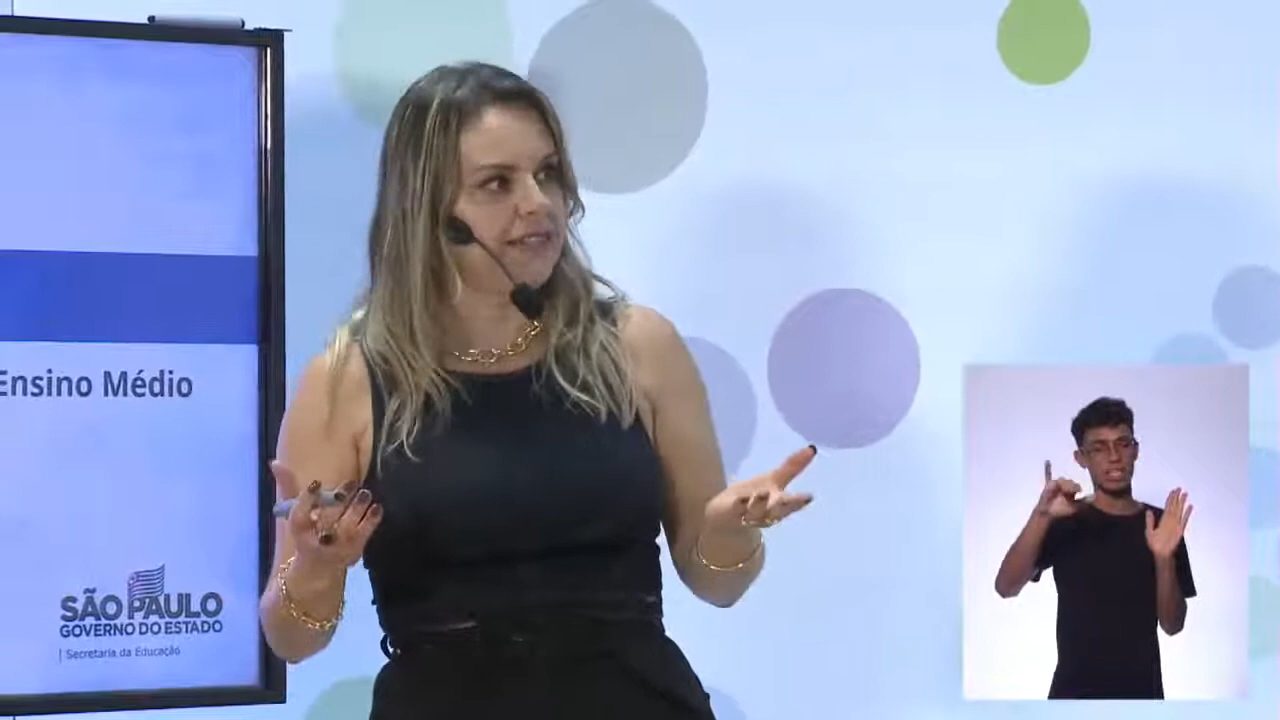 Ensino Médio
SÃO PAULO
GOVERNO DO ESTADO
Secretaria da Educação